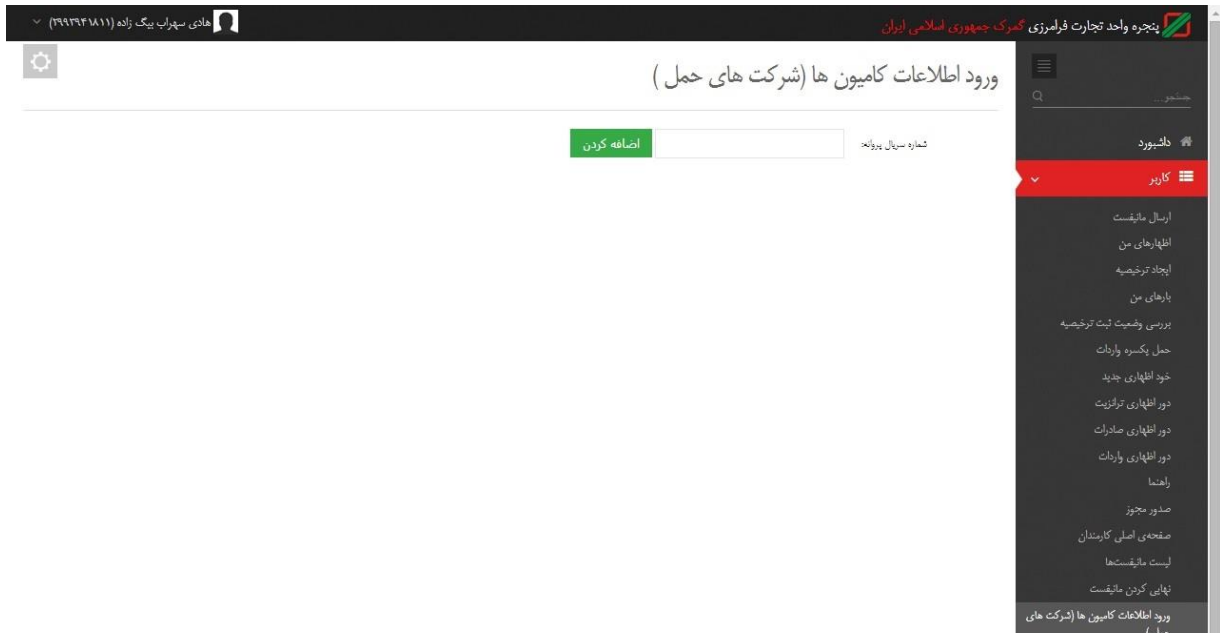 پنجره واحد تجارت فرامرزی گمرک جمهوری اسلامی ایران
هادی سهراب بیگ زاده (۲۹۹۲۹۴۱۸۱۱)
ورود اطلاعات کامیون ها (شرکت های حمل )
شماره سریال پروانه:
اضافه کردن
جستجو...
داشبورد
کاربر
ارسال مانیفست
اظهارهای من
ایجاد ترخیصیه
بارهای من
بررسی وضعیت ثبت ترخیصیه
حمل یکسره واردات
خود اظهاری جدید
دور اظهاری ترانزیت
دور اظهاری صادرات
دور اظهاری واردات
راهنما
صدور مجوز
صفحه‌ی اصلی کارمندان
لیست مانیفست‌ها
نهایی کردن مانیفست
ورود اطلاعات کامیون ها (شرکت های